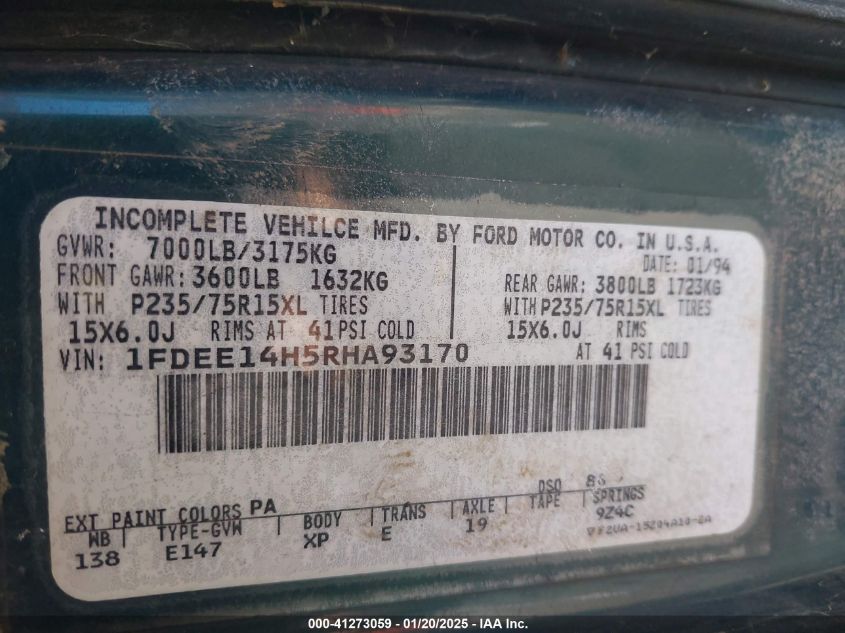 INCOMPLETE VEHILCE MFD. BY FORD MOTOR CO. IN U.S.A.
GVWR: 7000LB/3175KG DATE: 01/94
FRONT GAWR: 3600LB 1632KG REAR GAWR: 3800LB 1723KG
WITH P235/75R15XL TIRES WITH P235/75R15XL TIRES
15X6.0J RIMS AT 41 PSI COLD 15X6.0J RIMS
VIN: 1FDEE14H5RHA93170 AT 41 PSI COLD
EXT PAINT COLORS PA DSO
WB TYPE-GVW BODY TRANS AXLE TAPE SPRINGS
138 E147 XP E 19 9Z4C
000-41273059 — 01/20/2025 — IAA Inc.